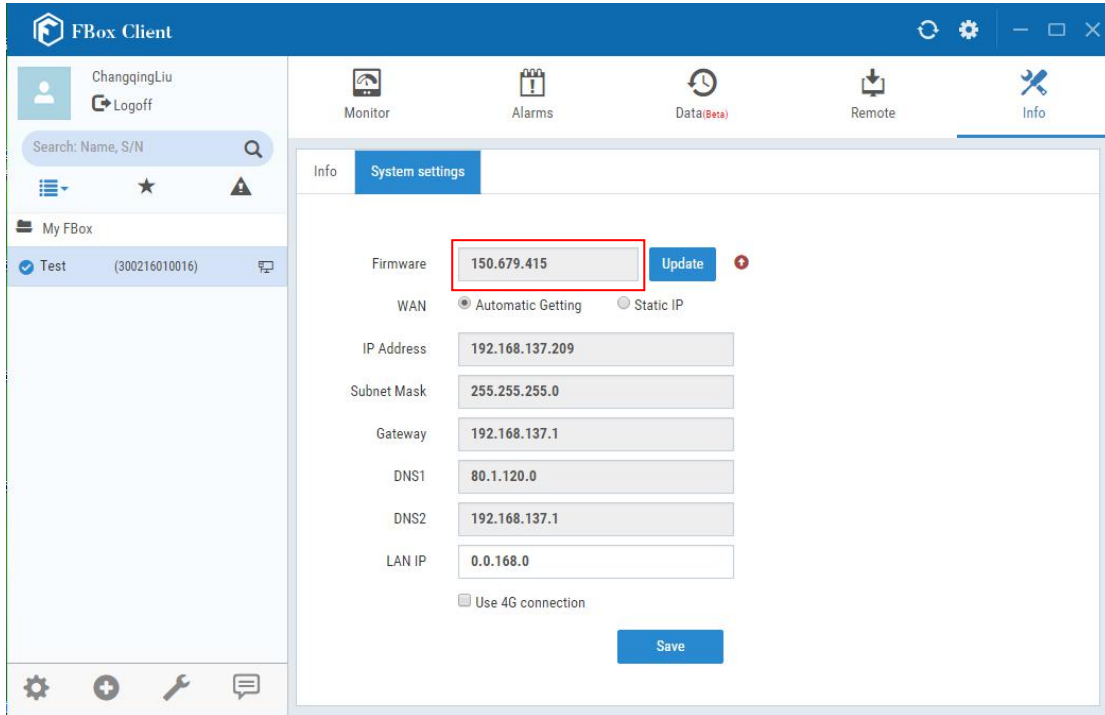 FBox Client
ChangqingLiu
Logoff
Search: Name, S/N
My FBox
Test (300216010016)
Monitor
Alarms
Data(Beta)
Remote
Info
Info System settings
Firmware 150.679.415 Update
WAN Automatic Getting Static IP
IP Address 192.168.137.209
Subnet Mask 255.255.255.0
Gateway 192.168.137.1
DNS1 80.1.120.0
DNS2 192.168.137.1
LAN IP 0.0.168.0
Use 4G connection
Save